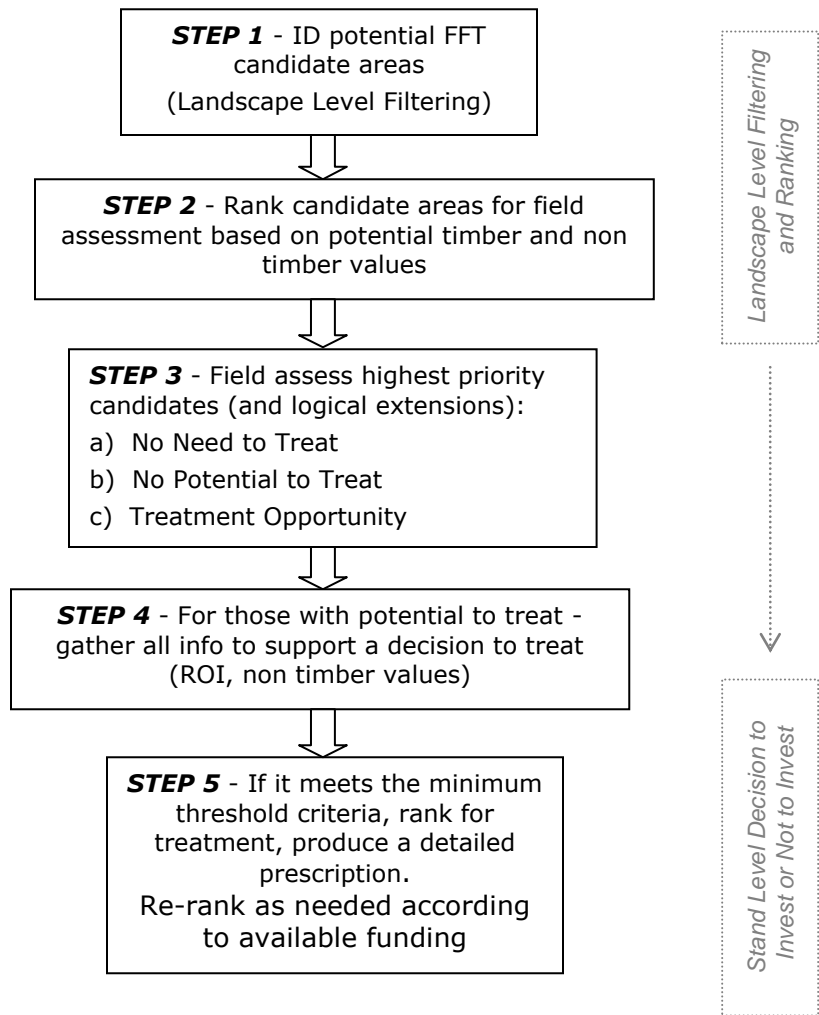 STEP 1 - ID potential FFT
candidate areas
(Landscape Level Filtering)
STEP 2 - Rank candidate areas for field
assessment based on potential timber and non
timber values
STEP 3 - Field assess highest priority
candidates (and logical extensions):
a) No Need to Treat
b) No Potential to Treat
c) Treatment Opportunity
STEP 4 - For those with potential to treat -
gather all info to support a decision to treat
(ROI, non timber values)
STEP 5 - If it meets the minimum
threshold criteria, rank for
treatment, produce a detailed
prescription.
Re-rank as needed according
to available funding
Landscape Level Filtering
and Ranking
Stand Level Decision to
Invest or Not to Invest